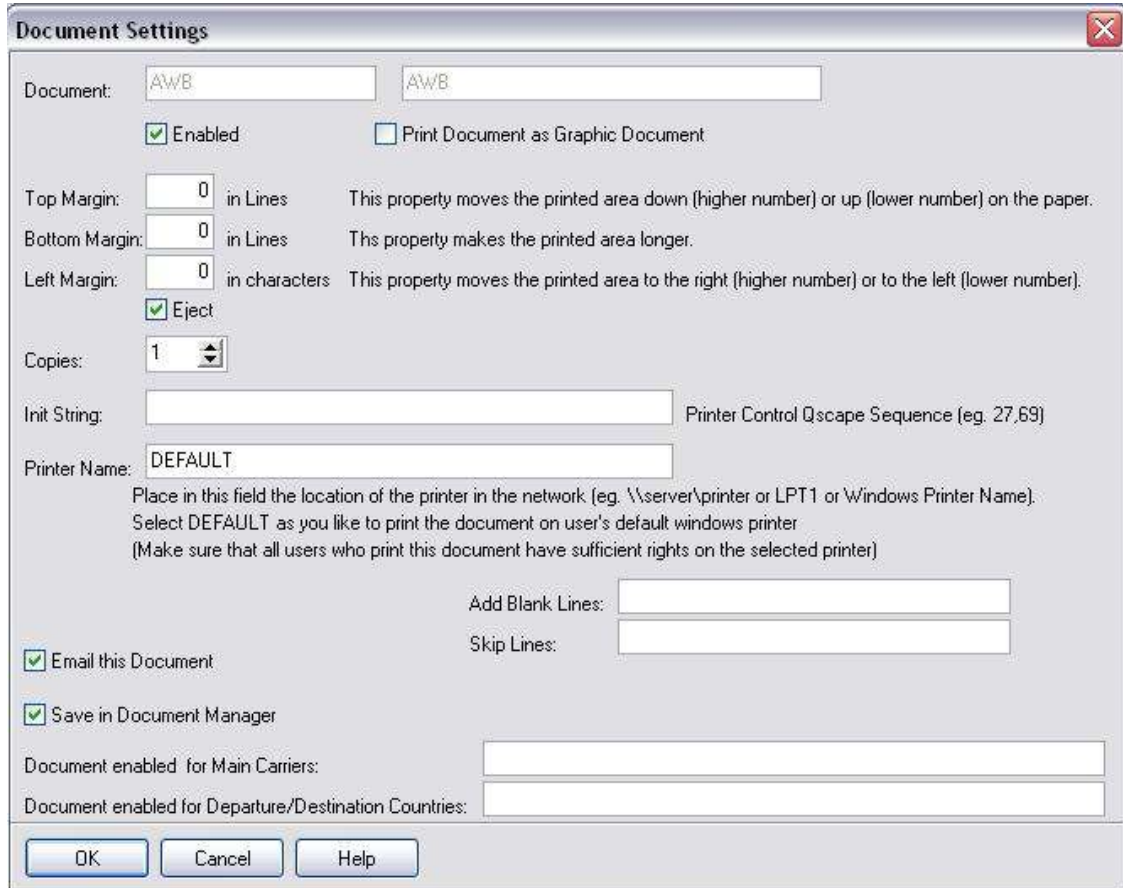 Document Settings
Document: AWB AWB
Enabled Print Document as Graphic Document
Top Margin: 0 in Lines This property moves the printed area down (higher number) or up (lower number) on the paper.
Bottom Margin: 0 in Lines Ths property makes the printed area longer.
Left Margin: 0 in characters This property moves the printed area to the right (higher number) or to the left (lower number).
Eject
Copies: 1
Init String: Printer Control Qscape Sequence (eg. 27,69)
Printer Name: DEFAULT
Place in this field the location of the printer in the network (eg. \\server\printer or LPT1 or Windows Printer Name).
Select DEFAULT as you like to print the document on user's default windows printer
(Make sure that all users who print this document have sufficient rights on the selected printer)
Add Blank Lines:
Skip Lines:
Email this Document
Save in Document Manager
Document enabled for Main Carriers:
Document enabled for Departure/Destination Countries:
OK Cancel Help